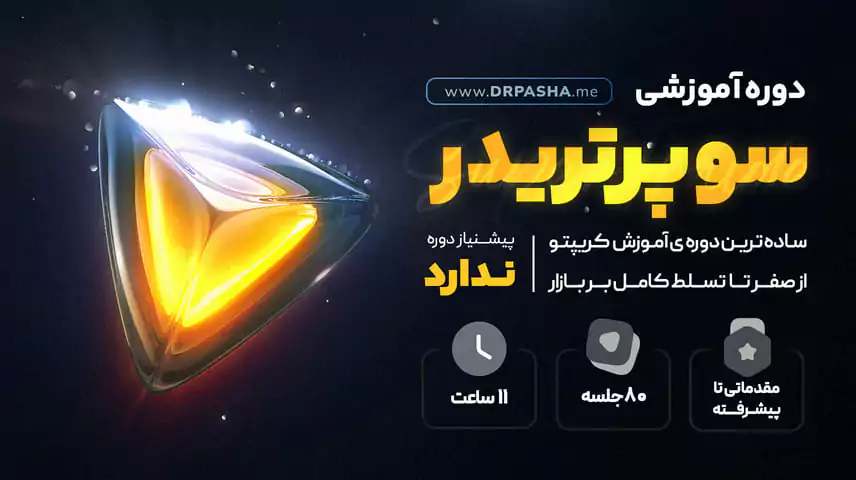 دوره آموزشی
www.DRPASHA.me
سوپرتریدر
ساده ترین دوره ی آموزش کریپتو
از صفر تا تسلط کامل بر بازار
پیشنیاز دوره
ندارد
مقدماتی تا
پیشرفته
۸۰ جلسه
۱۱ ساعت